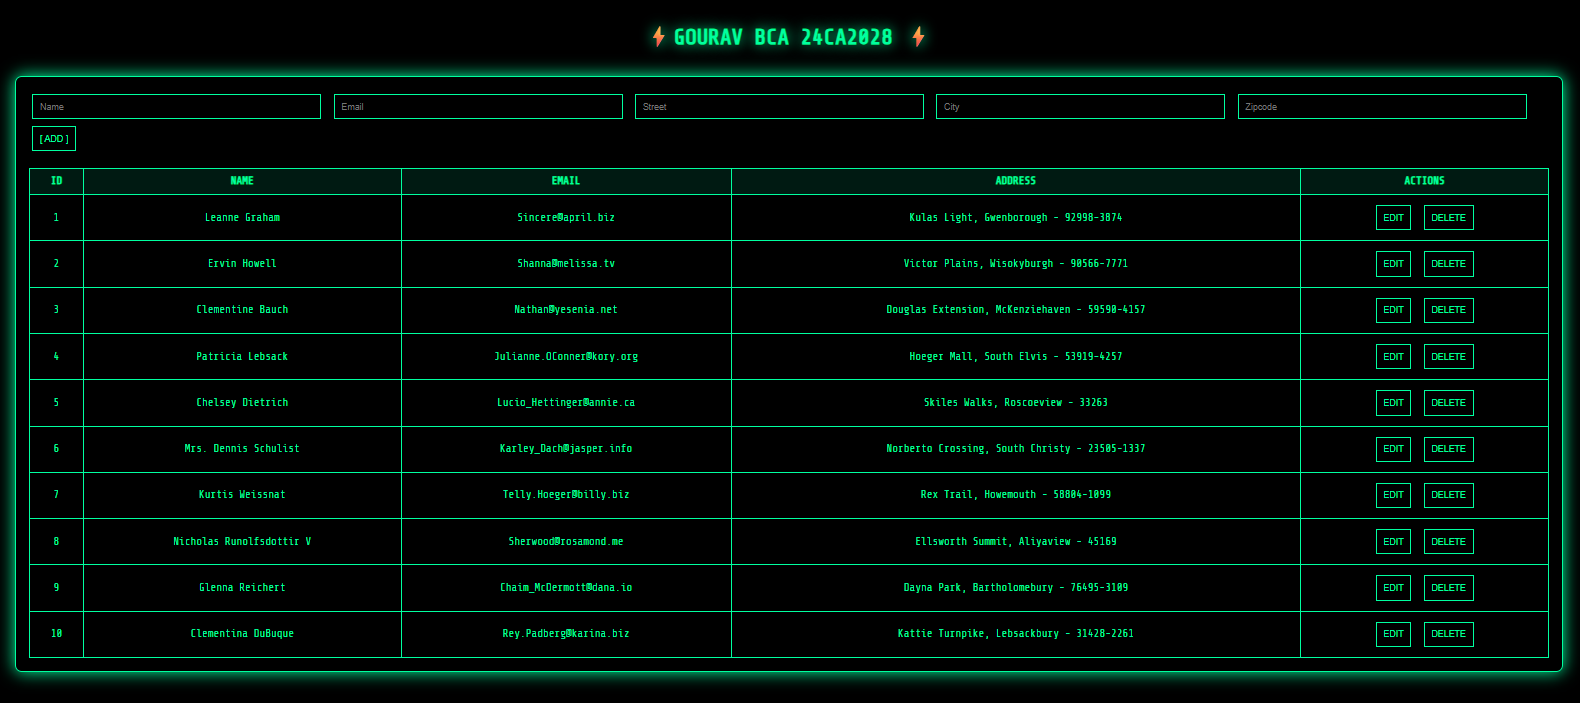 ⚡ GOURAV BCA 24CA2028 ⚡
Name Email Street City Zipcode
[ ADD ]
ID NAME EMAIL ADDRESS ACTIONS
1 Leanne Graham Sincere@april.biz Kulas Light, Gwenborough - 92998-3874 EDIT DELETE
2 Ervin Howell Shanna@melissa.tv Victor Plains, Wisokyburgh - 90566-7771 EDIT DELETE
3 Clementine Bauch Nathan@yesenia.net Douglas Extension, McKenziehaven - 59590-4157 EDIT DELETE
4 Patricia Lebsack Julianne.OConner@kory.org Hoeger Mall, South Elvis - 53919-4257 EDIT DELETE
5 Chelsey Dietrich Lucio_Hettinger@annie.ca Skiles Walks, Roscoeview - 33263 EDIT DELETE
6 Mrs. Dennis Schulist Karley_Dach@jasper.info Norberto Crossing, South Christy - 23505-1337 EDIT DELETE
7 Kurtis Weissnat Telly.Hoeger@billy.biz Rex Trail, Howemouth - 58804-1099 EDIT DELETE
8 Nicholas Runolfsdottir V Sherwood@rosamond.me Ellsworth Summit, Aliyaview - 45169 EDIT DELETE
9 Glenna Reichert Chaim_McDermott@dana.io Dayna Park, Bartholomebury - 76495-3109 EDIT DELETE
10 Clementina DuBuque Rey.Padberg@karina.biz Kattie Turnpike, Lebsackbury - 31428-2261 EDIT DELETE